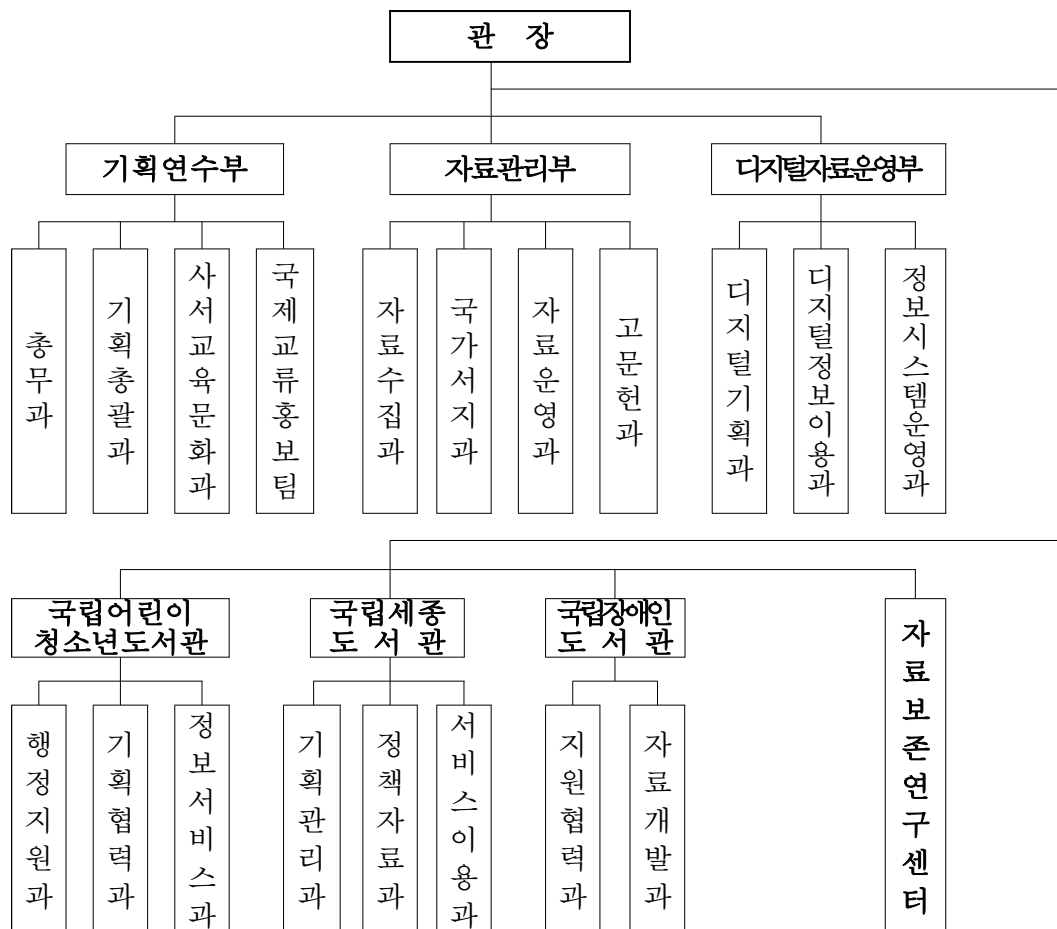 관 장
기획연수부
자료관리부
디지털자료운영부
총무과
기획총괄과
사서교육문화과
국제교류홍보팀
자료수집과
국가서지과
자료운영과
고문헌과
디지털기획과
디지털정보이용과
정보시스템운영과
국립어린이
청소년도서관
국립세종
도 서 관
국립장애인
도 서 관
자료보존연구센터
행정지원과
기획협력과
정보서비스과
기획관리과
정책자료과
서비스이용과
지원협력과
자료개발과